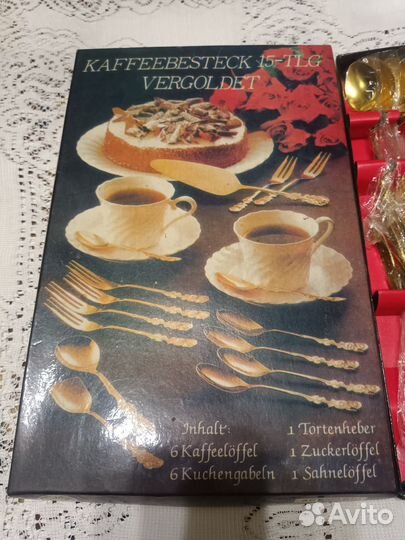 KAFFEEBESTECK 15-TLG
VERGOLDET
Inhalt:
6 Kaffeelöffel
6 Kuchengabeln
1 Tortenheber
1 Zuckerlöffel
1 Sahnelöffel
Avito